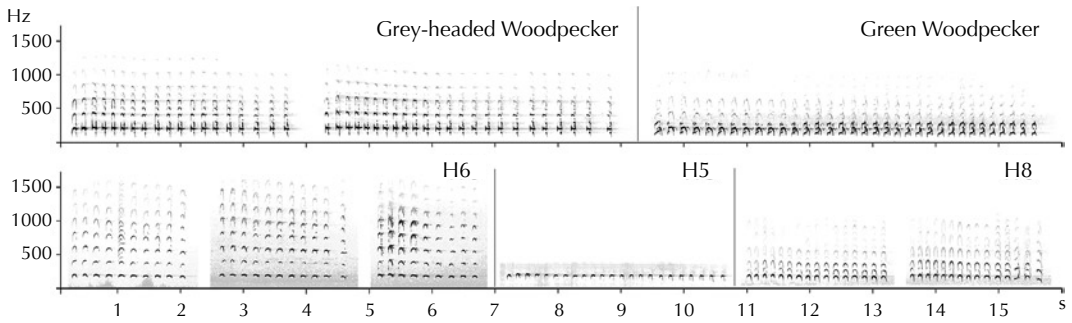 Hz
Grey-headed Woodpecker
Green Woodpecker
1500
1000
500
H6
H5
H8
1500
1000
500
1 2 3 4 5 6 7 8 9 10 11 12 13 14 15 s